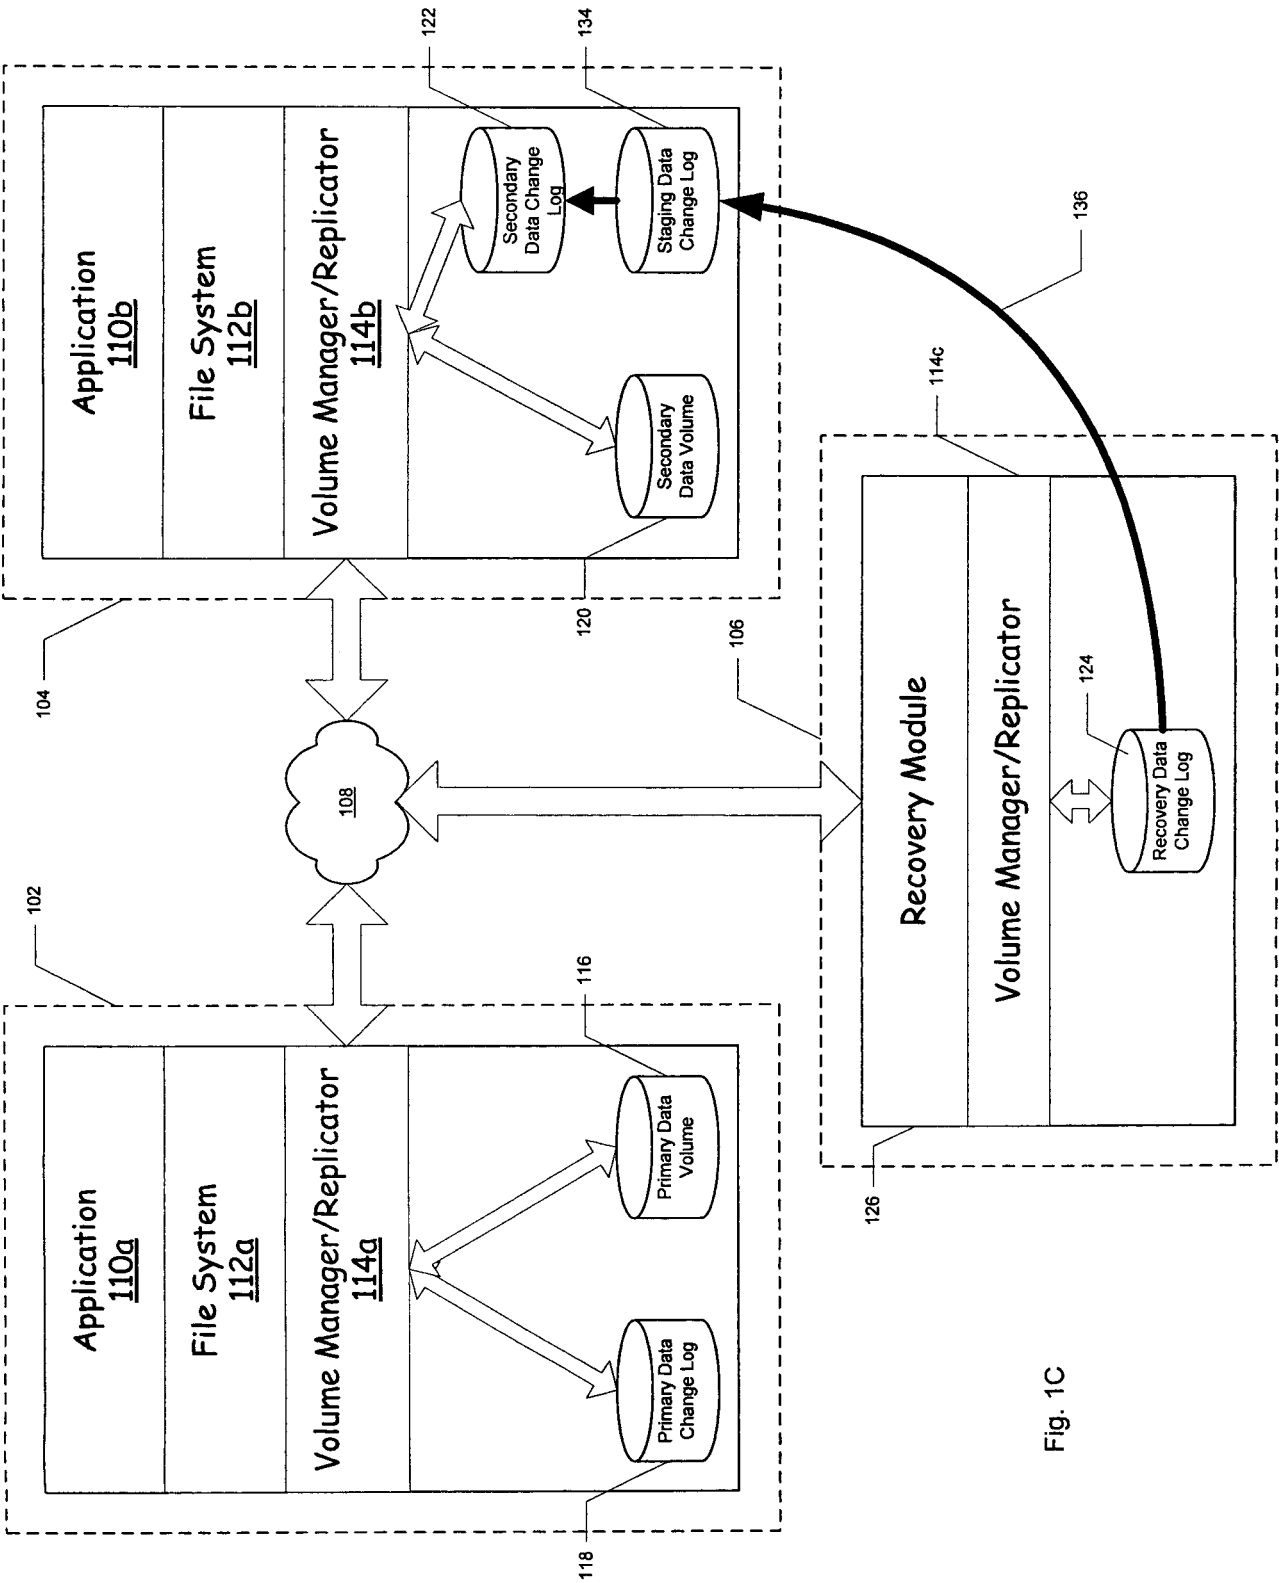 102
104
Application
110a
File System
112a
Volume Manager/Replicator
114a
Primary Data
Change Log
Primary Data
Volume
118
116
108
Application
110b
File System
112b
Volume Manager/Replicator
114b
Secondary
Data Change
Log
122
Secondary
Data Volume
120
Staging Data
Change Log
134
106
126
Recovery Module
Volume Manager/Replicator
114c
124
Recovery Data
Change Log
136
Fig. 1C